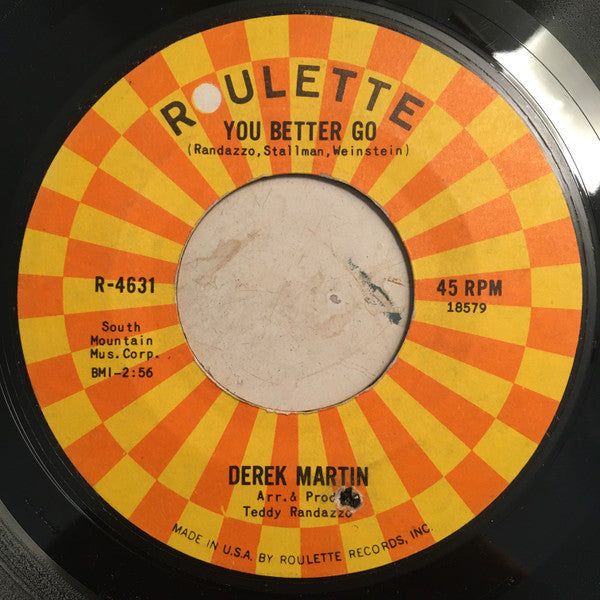 ROULETTE
YOU BETTER GO
(Randazzo,Stallman,Weinstein)
R-4631
45 RPM
18579
South
Mountain
Mus.Corp.
BMI-2:56
DEREK MARTIN
Arr.& Prod
Teddy Randazzo
MADE IN U.S.A. BY ROULETTE RECORDS, INC.